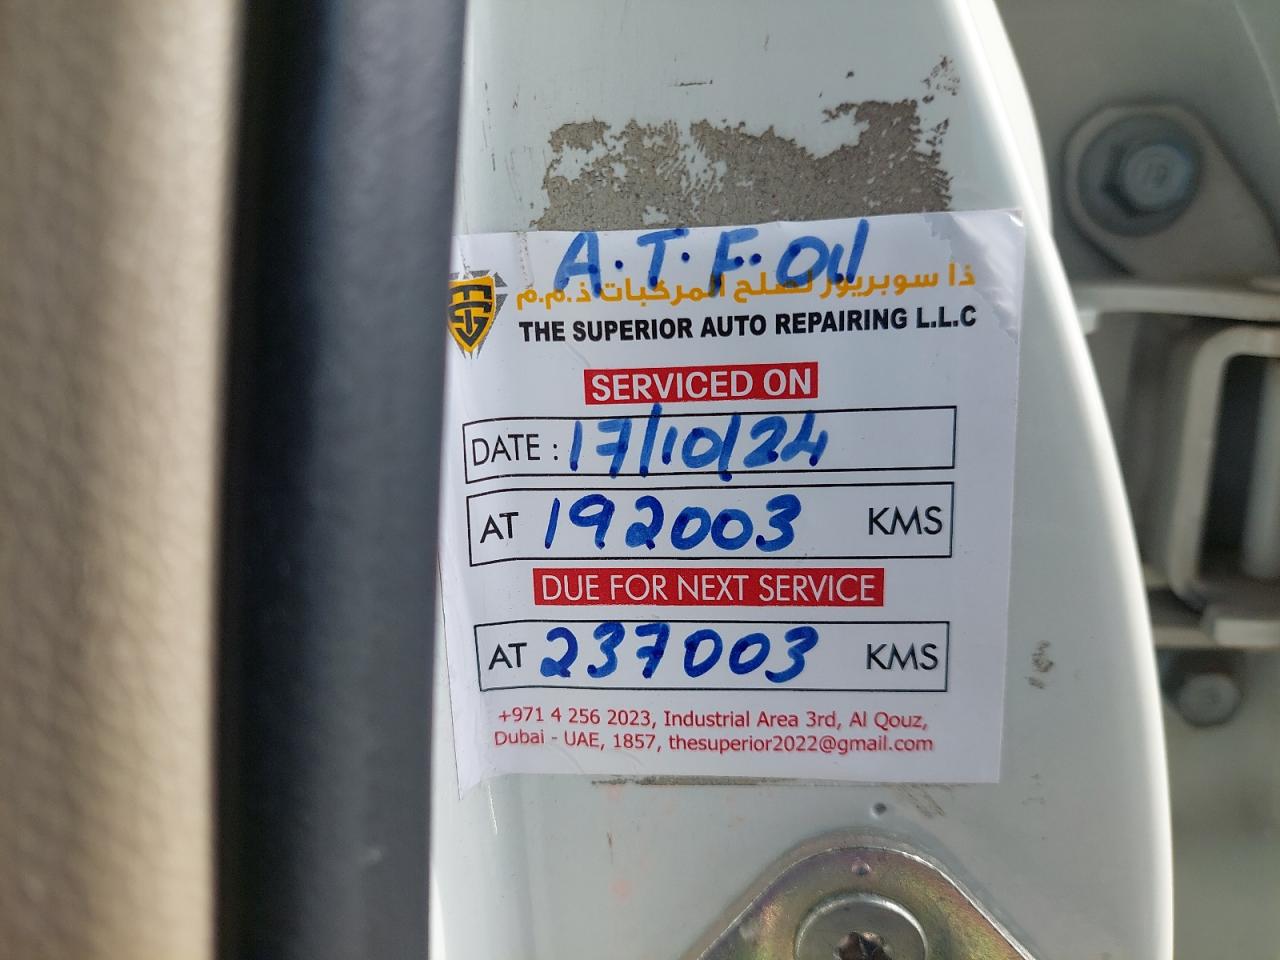 A.T.F. Oil
ذا سوبريور لصلح المركبات ذ.م.م
THE SUPERIOR AUTO REPAIRING L.L.C
SERVICED ON
DATE : 17/10/24
AT 192003 KMS
DUE FOR NEXT SERVICE
AT 237003 KMS
+971 4 256 2023, Industrial Area 3rd, Al Qouz,
Dubai - UAE, 1857, thesuperior2022@gmail.com